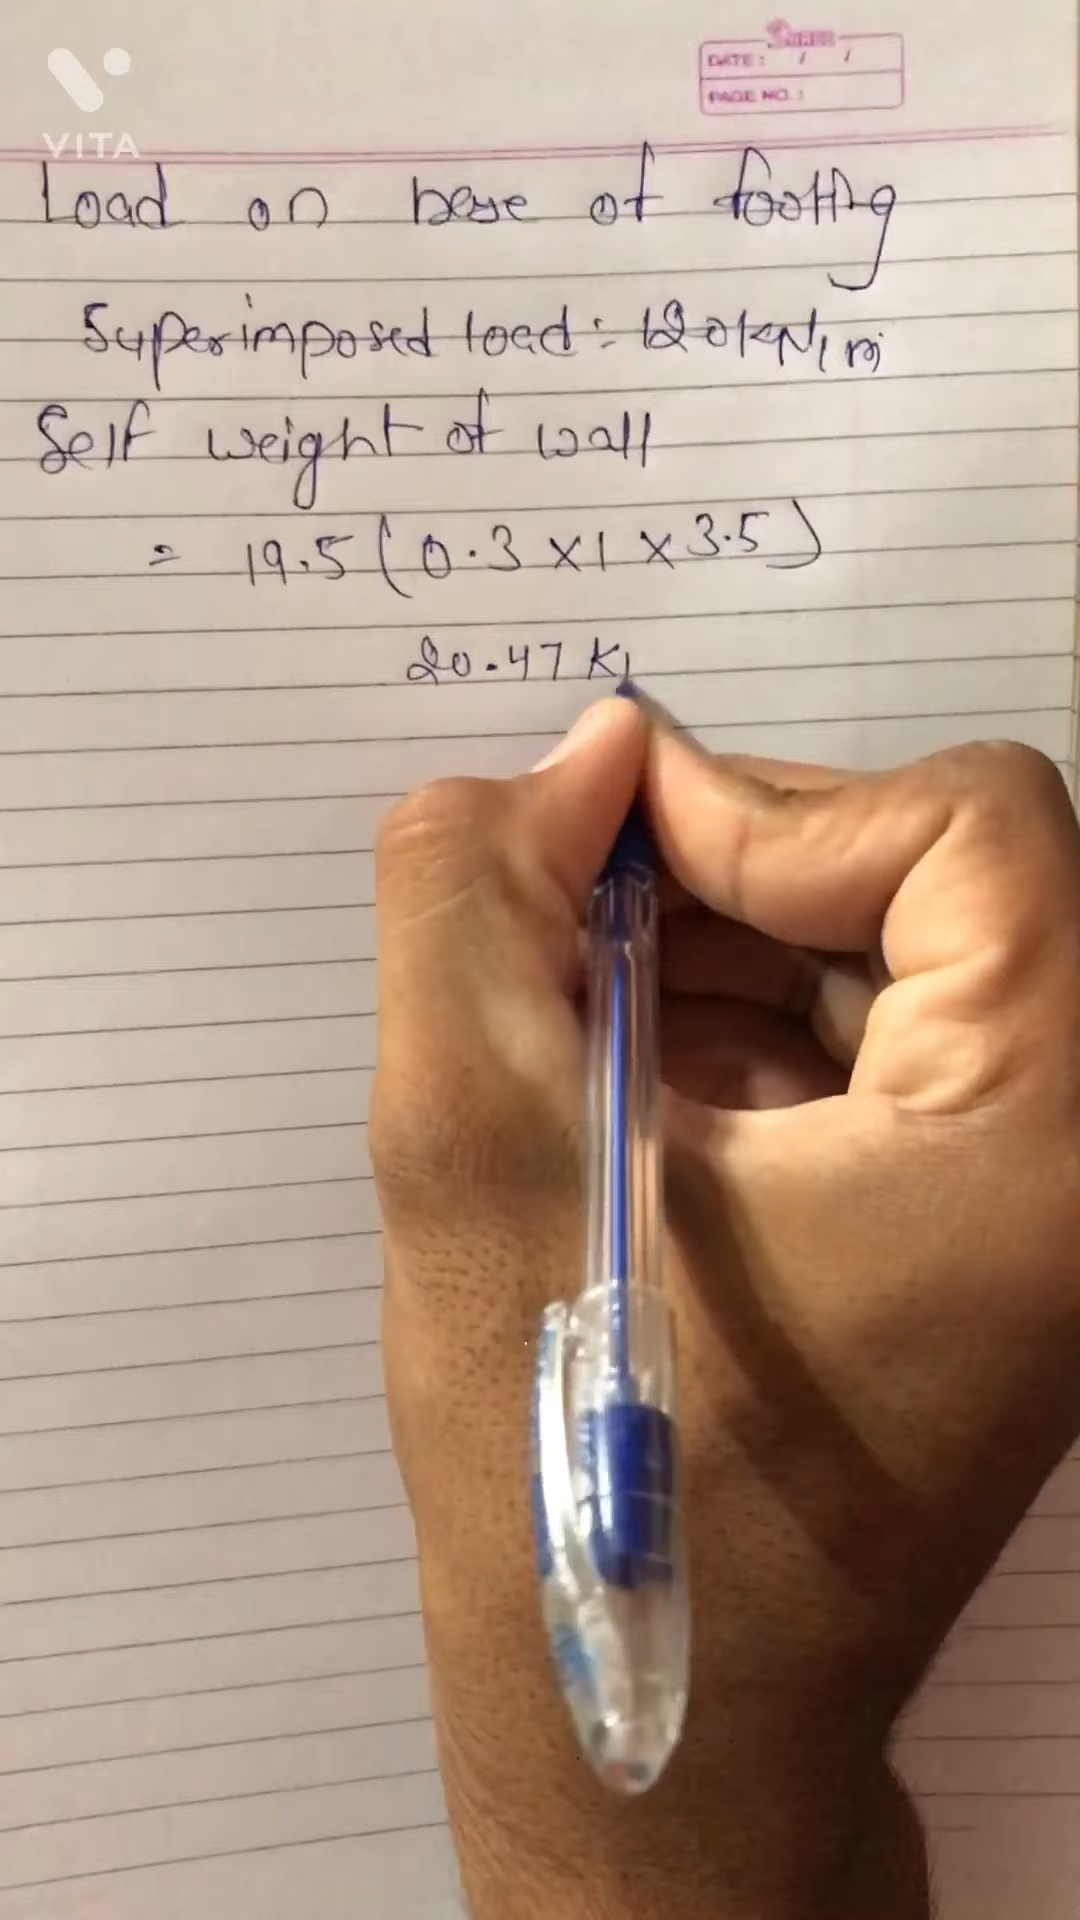 VITA
DATE: / /
PAGE NO.:
Load on base of footing
Superimposed load = 120 kN/m
Self weight of wall
= 19.5 ( 0.3 x 1 x 3.5 )
20.47 K